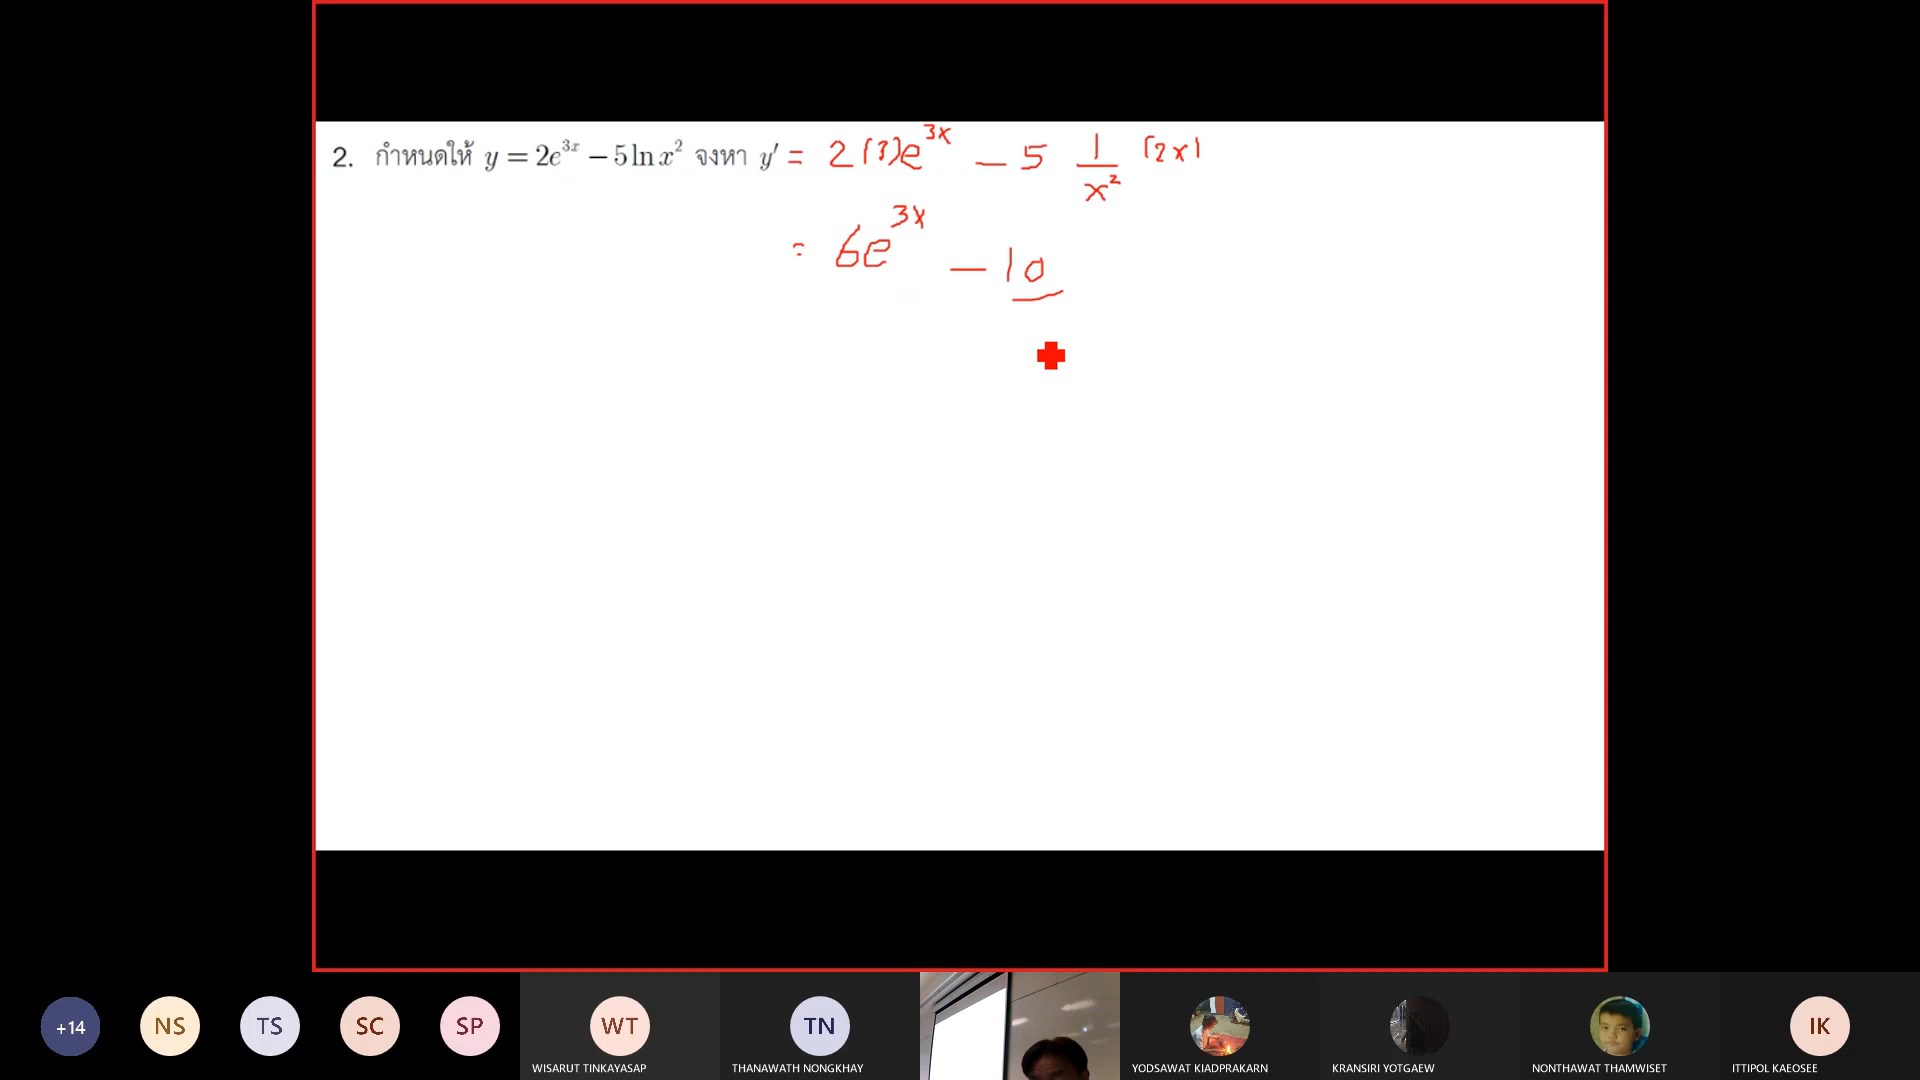 2. กำหนดให้ y = 2e^{3x} − 5 ln x² จงหา y′ = 2(3)e^{3x} − 5 1/x² (2x)
= 6e^{3x} − 10
+14
NS
TS
SC
SP
WT
WISARUT TINKAYASAP
TN
THANAWATH NONGKHAY
YODSAWAT KIADPRAKARN
KRANSIRI YOTGAEW
NONTHAWAT THAMWISET
IK
ITTIPOL KAEOSEE